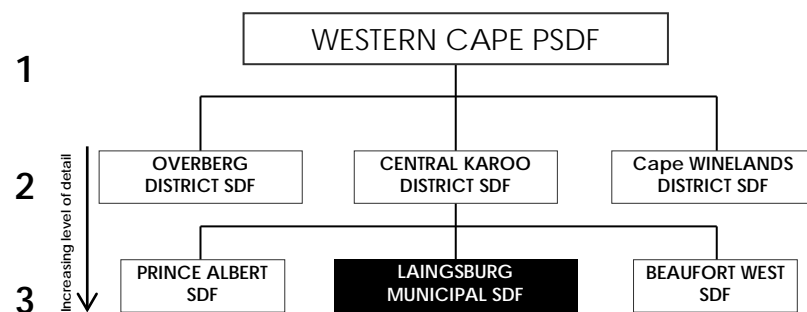 WESTERN CAPE PSDF
1
Increasing level of detail
2
OVERBERG
DISTRICT SDF
CENTRAL KAROO
DISTRICT SDF
Cape WINELANDS
DISTRICT SDF
3
PRINCE ALBERT
SDF
LAINGSBURG
MUNICIPAL SDF
BEAUFORT WEST
SDF